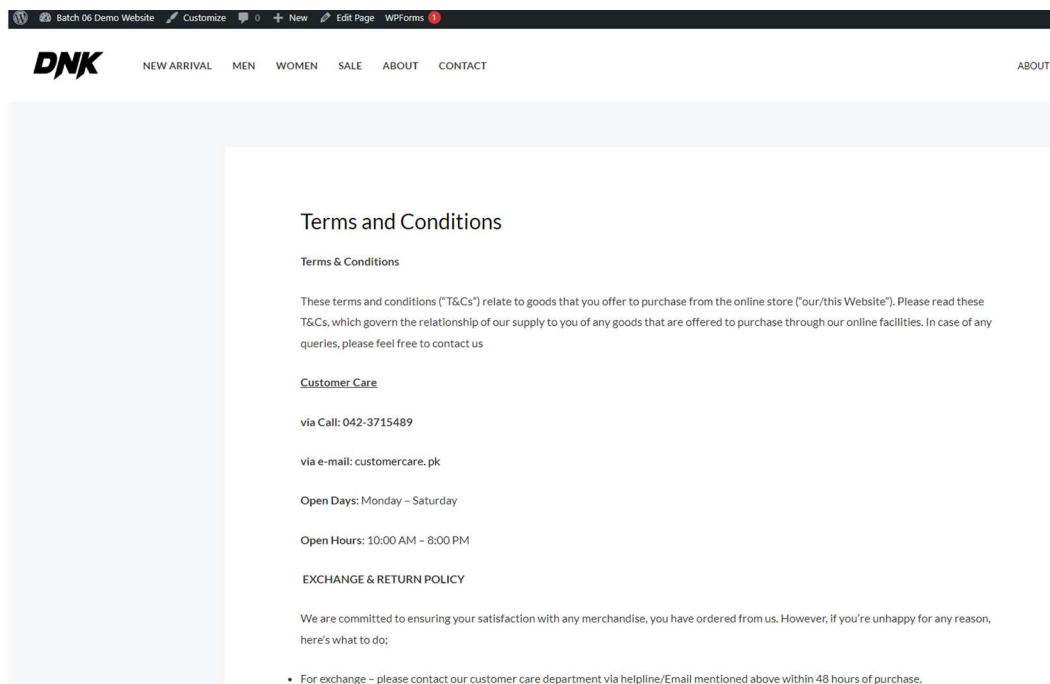 Batch 06 Demo Website Customize 0 + New Edit Page WPForms 1
DNK NEW ARRIVAL MEN WOMEN SALE ABOUT CONTACT ABOUT
Terms and Conditions
Terms & Conditions
These terms and conditions (“T&Cs”) relate to goods that you offer to purchase from the online store (“our/this Website”). Please read these
T&Cs, which govern the relationship of our supply to you of any goods that are offered to purchase through our online facilities. In case of any
queries, please feel free to contact us
Customer Care
via Call: 042-3715489
via e-mail: customercare. pk
Open Days: Monday – Saturday
Open Hours: 10:00 AM – 8:00 PM
EXCHANGE & RETURN POLICY
We are committed to ensuring your satisfaction with any merchandise, you have ordered from us. However, if you’re unhappy for any reason,
here’s what to do;
• For exchange – please contact our customer care department via helpline/Email mentioned above within 48 hours of purchase.